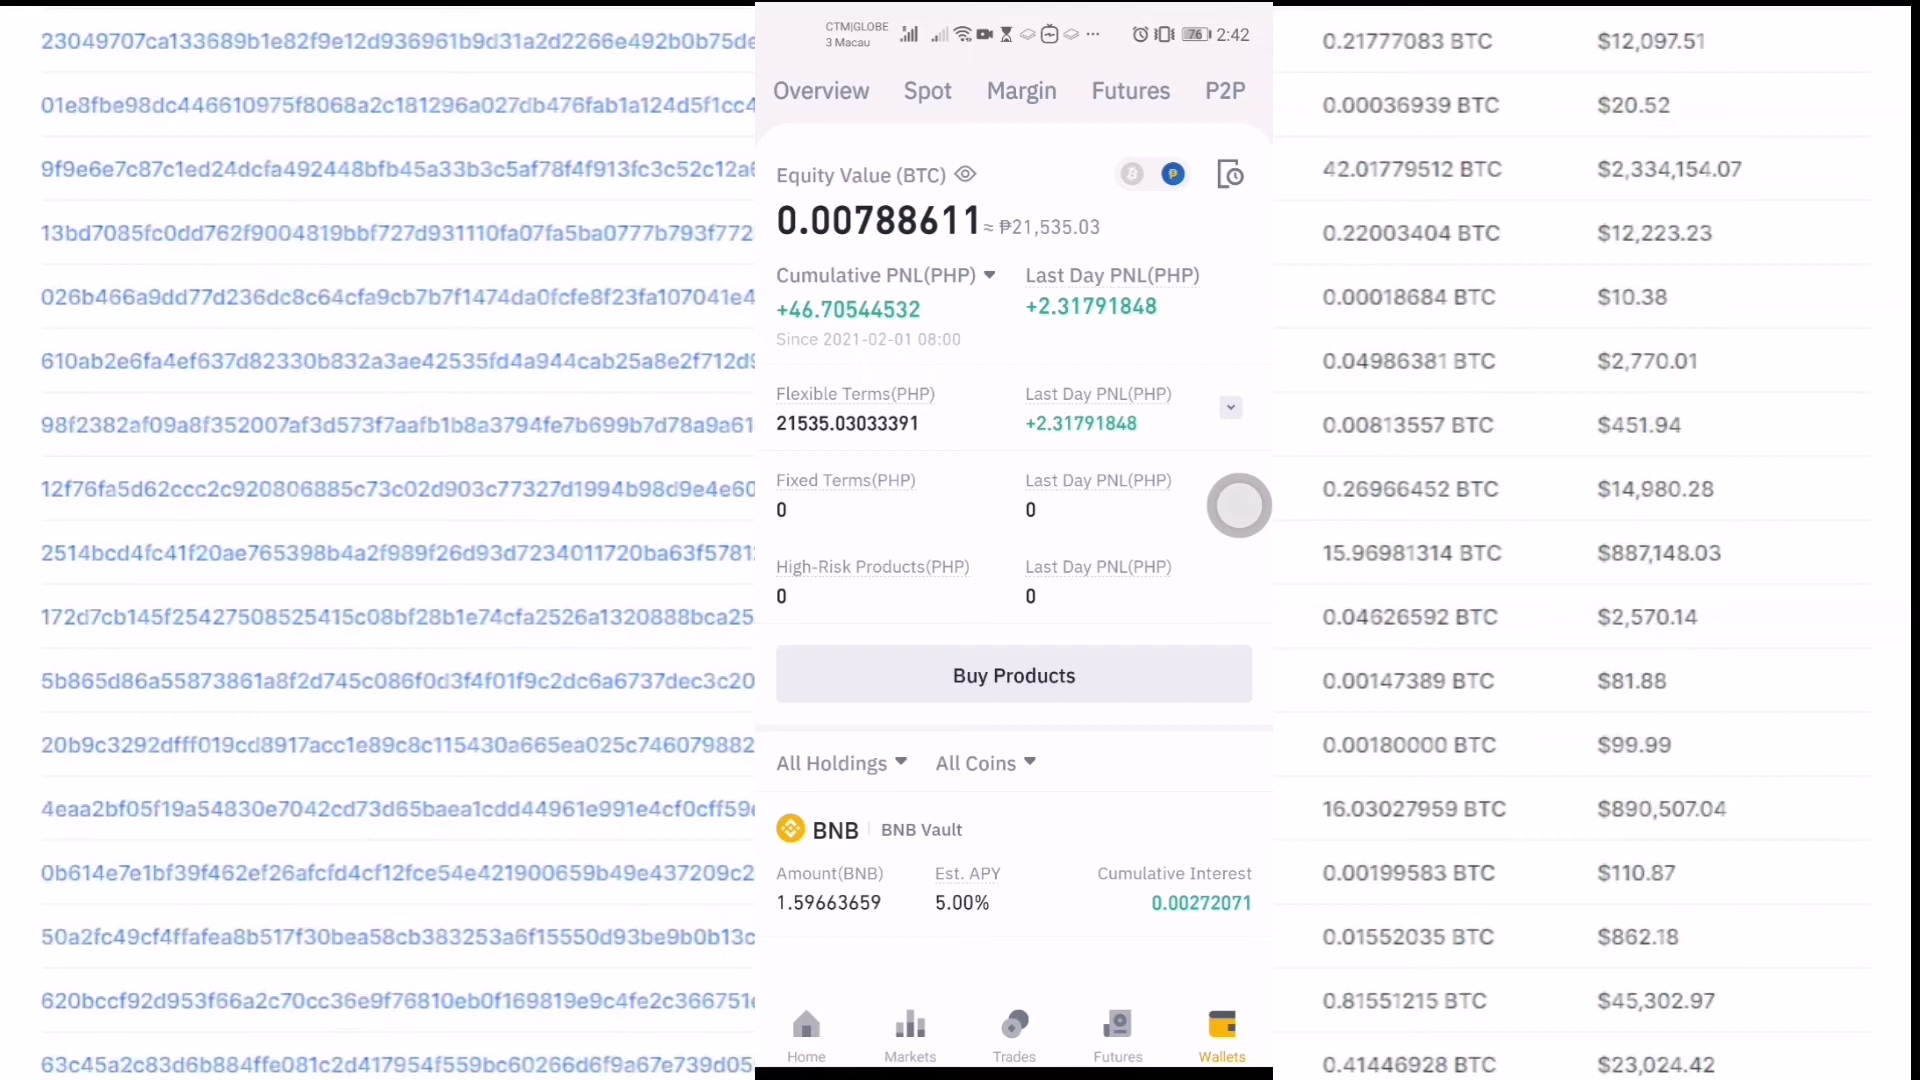 23049707ca133689b1e82f9e12d936961b9d31a2d2266e492b0b75de 0.21777083 BTC $12,097.51
01e8fbe98dc446610975f8068a2c181296a027db476fab1a124d5f1cc4 0.00036939 BTC $20.52
9f9e6e7c87c1ed24dcfa492448bfb45a33b3c5af78f4f913fc3c52c12a6 42.01779512 BTC $2,334,154.07
13bd7085fc0dd762f9004819bbf727d931110fa07fa5ba0777b793f772 0.22003404 BTC $12,223.23
026b466a9dd77d236dc8c64cfa9cb7b7f1474da0fcfe8f23fa107041e4 0.00018684 BTC $10.38
610ab2e6fa4ef637d82330b832a3ae42535fd4a944cab25a8e2f712d9 0.04986381 BTC $2,770.01
98f2382af09a8f352007af3d573f7aafb1b8a3794fe7b699b7d78a9a61 0.00813557 BTC $451.94
12f76fa5d62ccc2c920806885c73c02d903c77327d1994b98d9e4e60 0.26966452 BTC $14,980.28
2514bcd4fc41f20ae765398b4a2f989f26d93d7234011720ba63f5781 15.96981314 BTC $887,148.03
172d7cb145f25427508525415c08bf28b1e74cfa2526a1320888bca25 0.04626592 BTC $2,570.14
5b865d86a55873861a8f2d745c086f0d3f4f01f9c2dc6a6737dec3c20 0.00147389 BTC $81.88
20b9c3292dfff019cd8917acc1e89c8c115430a665ea025c746079882 0.00180000 BTC $99.99
4eaa2bf05f19a54830e7042cd73d65baea1cdd44961e991e4cf0cff59e 16.03027959 BTC $890,507.04
0b614e7e1bf39f462ef26afcfd4cf12fce54e421900659b49e437209c2 0.00199583 BTC $110.87
50a2fc49cf4ffafea8b517f30bea58cb383253a6f15550d93be9b0b13c 0.01552035 BTC $862.18
620bccf92d953f66a2c70cc36e9f76810eb0f169819e9c4fe2c366751e 0.81551215 BTC $45,302.97
63c45a2c83d6b884ffe081c2d417954f559bc60266d6f9a67e739d05 0.41446928 BTC $23,024.42
CTM|GLOBE
3 Macau 76 2:42
Overview Spot Margin Futures P2P
Equity Value (BTC)
0.00788611 ≈ ₱21,535.03
Cumulative PNL(PHP) Last Day PNL(PHP)
+46.70544532 +2.31791848
Since 2021-02-01 08:00
Flexible Terms(PHP) Last Day PNL(PHP)
21535.03033391 +2.31791848
Fixed Terms(PHP) Last Day PNL(PHP)
0 0
High-Risk Products(PHP) Last Day PNL(PHP)
0 0
Buy Products
All Holdings All Coins
BNB BNB Vault
Amount(BNB) Est. APY Cumulative Interest
1.59663659 5.00% 0.00272071
Home Markets Trades Futures Wallets